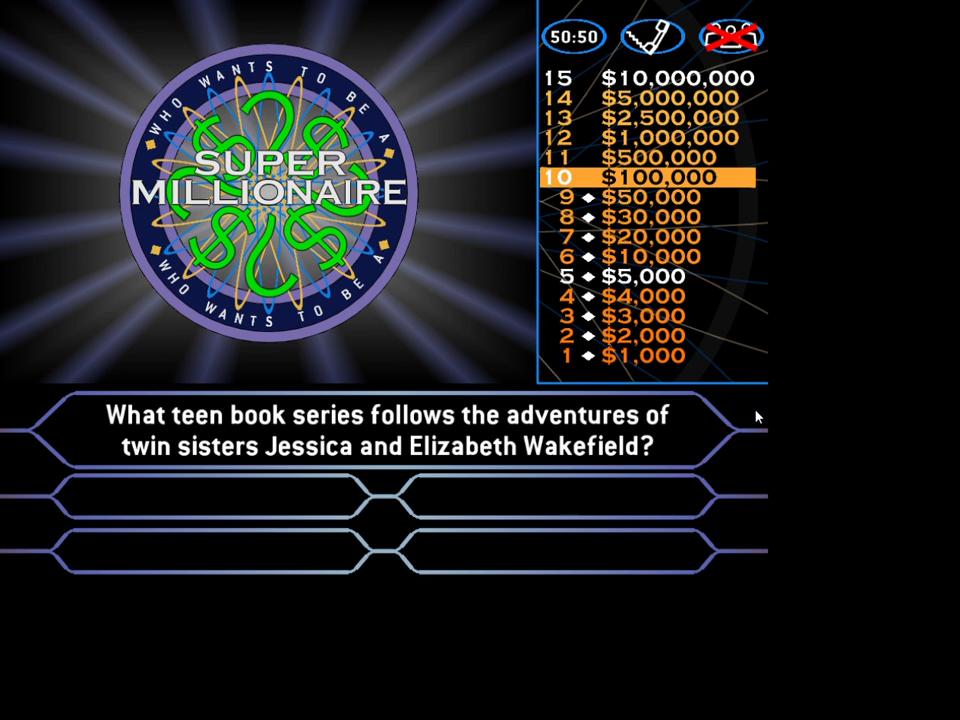 WHO WANTS TO BE A
SUPER
MILLIONAIRE
WHO WANTS TO BE A
50:50
15 $10,000,000
14 $5,000,000
13 $2,500,000
12 $1,000,000
11 $500,000
10 $100,000
9 $50,000
8 $30,000
7 $20,000
6 $10,000
5 $5,000
4 $4,000
3 $3,000
2 $2,000
1 $1,000
What teen book series follows the adventures of
twin sisters Jessica and Elizabeth Wakefield?